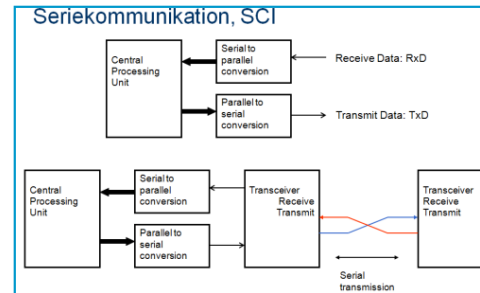 Seriekommunikation, SCI
Central
Processing
Unit
Serial to
parallel
conversion
Receive Data: RxD
Parallel to
serial
conversion
Transmit Data: TxD
Central
Processing
Unit
Serial to
parallel
conversion
Parallel to
serial
conversion
Transceiver
Receive
Transmit
Transceiver
Receive
Transmit
Serial
transmission